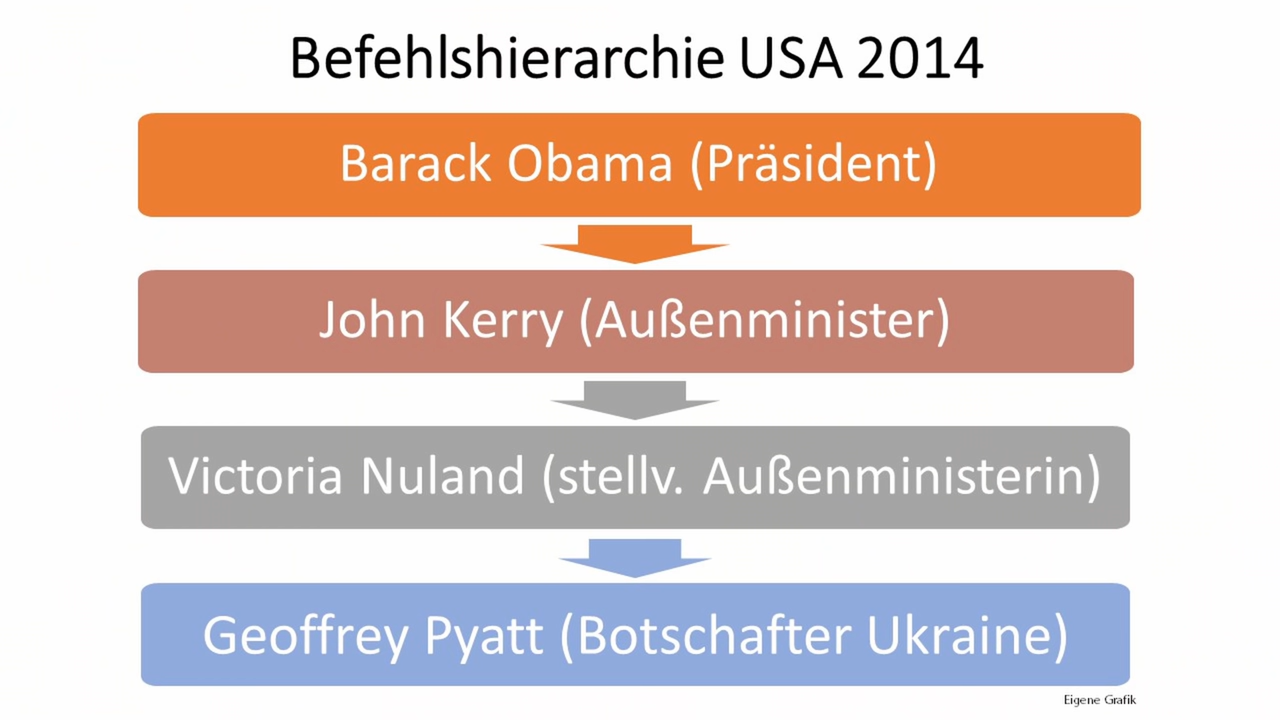 Befehlshierarchie USA 2014
Barack Obama (Präsident)
John Kerry (Außenminister)
Victoria Nuland (stellv. Außenministerin)
Geoffrey Pyatt (Botschafter Ukraine)
Eigene Grafik